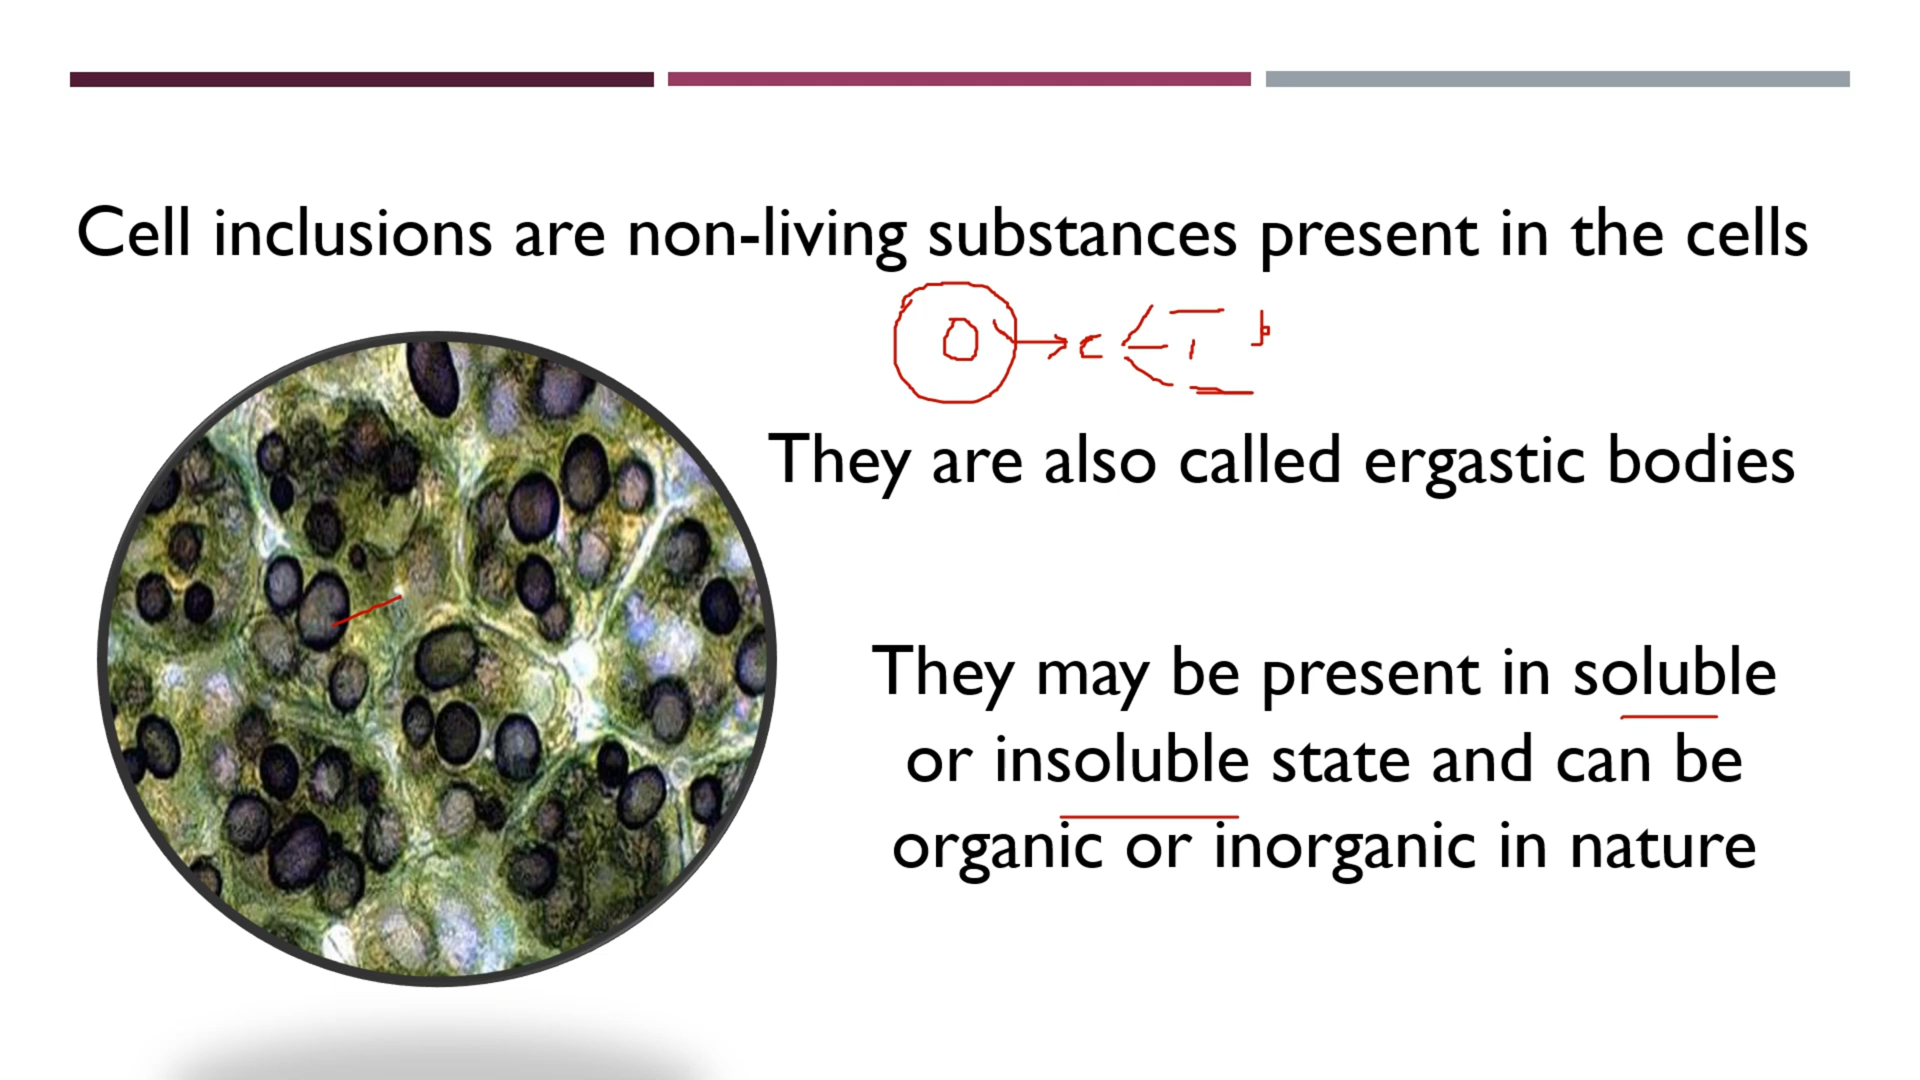 Cell inclusions are non-living substances present in the cells
They are also called ergastic bodies
They may be present in soluble
or insoluble state and can be
organic or inorganic in nature